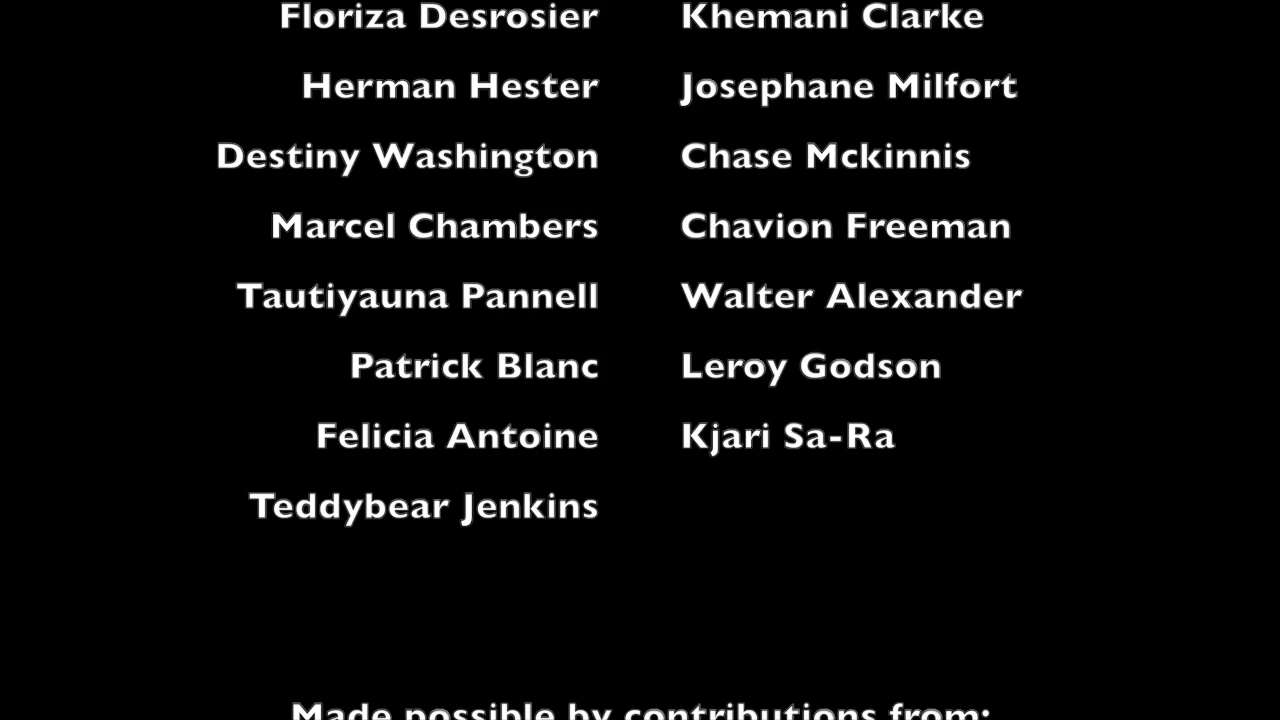 Floriza Desrosier Khemani Clarke
Herman Hester Josephane Milfort
Destiny Washington Chase Mckinnis
Marcel Chambers Chavion Freeman
Tautiyauna Pannell Walter Alexander
Patrick Blanc Leroy Godson
Felicia Antoine Kjari Sa-Ra
Teddybear Jenkins
Made possible by contributions from: